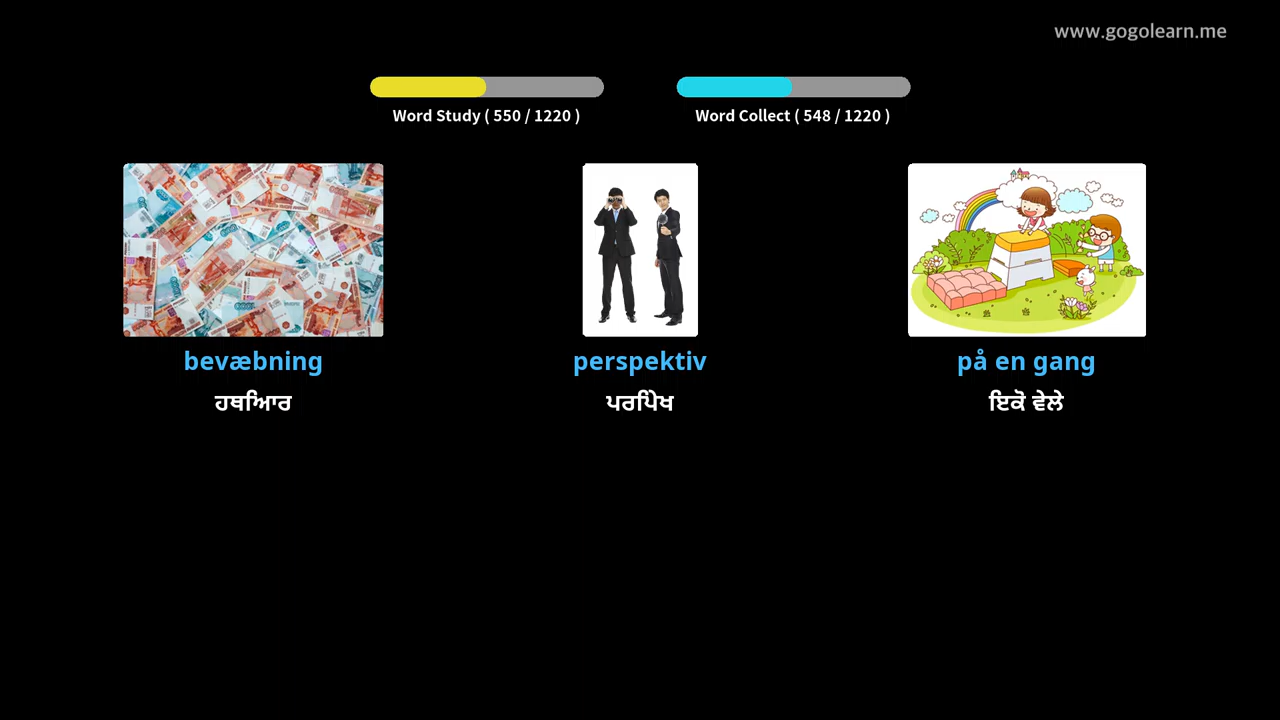 www.gogolearn.me
Word Study ( 550 / 1220 )
Word Collect ( 548 / 1220 )
bevæbning
perspektiv
på en gang
ਹਥਿਆਰ
ਪਰਿਪੇਖ
ਇਕੋ ਵੇਲੇ